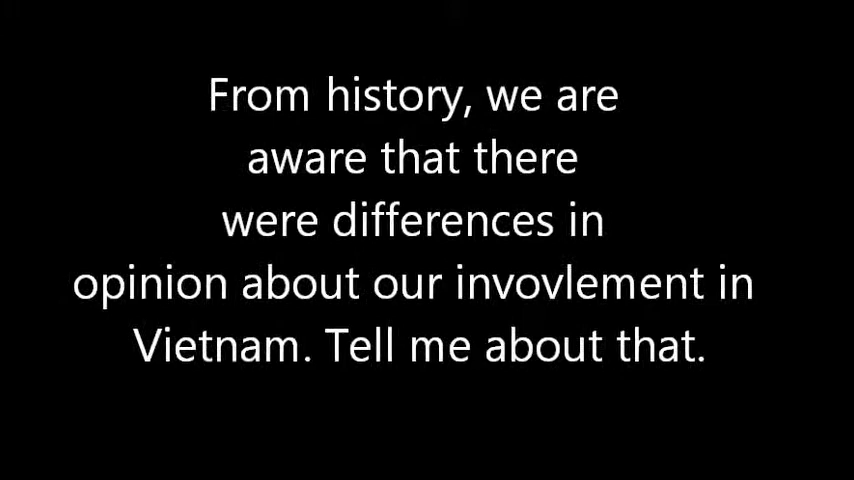 From history, we are
aware that there
were differences in
opinion about our invovlement in
Vietnam. Tell me about that.